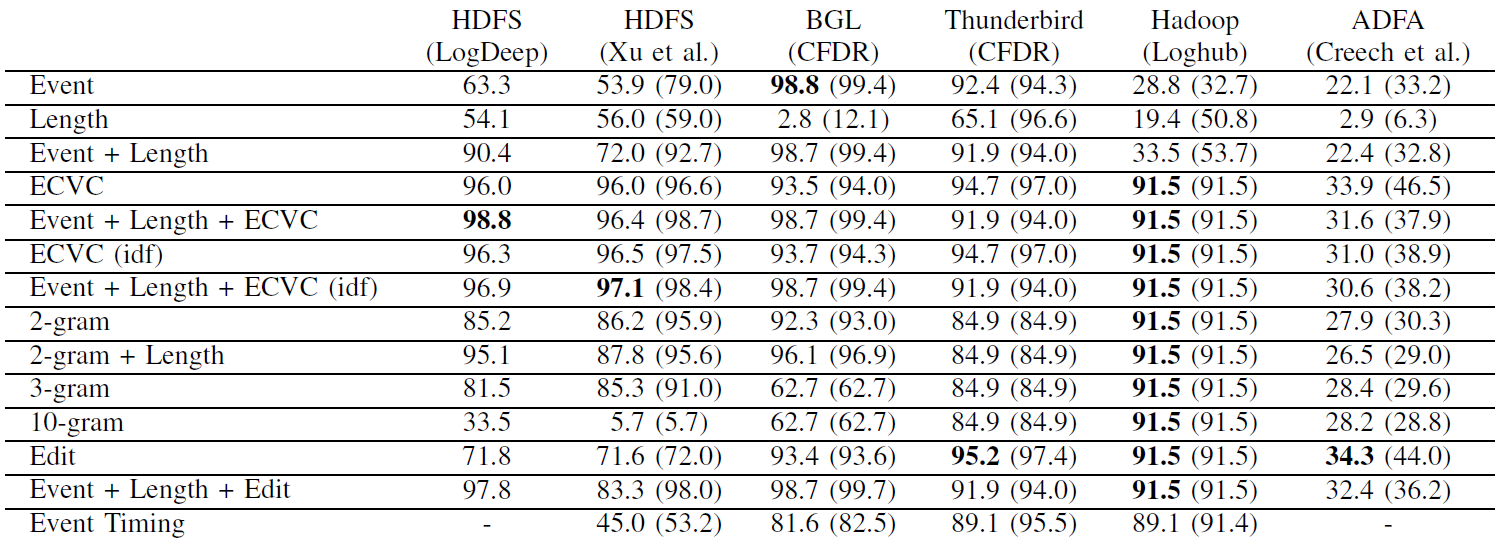 HDFS HDFS BGL Thunderbird Hadoop ADFA
(LogDeep) (Xu et al.) (CFDR) (CFDR) (Loghub) (Creech et al.)
Event 63.3 53.9 (79.0) 98.8 (99.4) 92.4 (94.3) 28.8 (32.7) 22.1 (33.2)
Length 54.1 56.0 (59.0) 2.8 (12.1) 65.1 (96.6) 19.4 (50.8) 2.9 (6.3)
Event + Length 90.4 72.0 (92.7) 98.7 (99.4) 91.9 (94.0) 33.5 (53.7) 22.4 (32.8)
ECVC 96.0 96.0 (96.6) 93.5 (94.0) 94.7 (97.0) 91.5 (91.5) 33.9 (46.5)
Event + Length + ECVC 98.8 96.4 (98.7) 98.7 (99.4) 91.9 (94.0) 91.5 (91.5) 31.6 (37.9)
ECVC (idf) 96.3 96.5 (97.5) 93.7 (94.3) 94.7 (97.0) 91.5 (91.5) 31.0 (38.9)
Event + Length + ECVC (idf) 96.9 97.1 (98.4) 98.7 (99.4) 91.9 (94.0) 91.5 (91.5) 30.6 (38.2)
2-gram 85.2 86.2 (95.9) 92.3 (93.0) 84.9 (84.9) 91.5 (91.5) 27.9 (30.3)
2-gram + Length 95.1 87.8 (95.6) 96.1 (96.9) 84.9 (84.9) 91.5 (91.5) 26.5 (29.0)
3-gram 81.5 85.3 (91.0) 62.7 (62.7) 84.9 (84.9) 91.5 (91.5) 28.4 (29.6)
10-gram 33.5 5.7 (5.7) 62.7 (62.7) 84.9 (84.9) 91.5 (91.5) 28.2 (28.8)
Edit 71.8 71.6 (72.0) 93.4 (93.6) 95.2 (97.4) 91.5 (91.5) 34.3 (44.0)
Event + Length + Edit 97.8 83.3 (98.0) 98.7 (99.7) 91.9 (94.0) 91.5 (91.5) 32.4 (36.2)
Event Timing - 45.0 (53.2) 81.6 (82.5) 89.1 (95.5) 89.1 (91.4) -